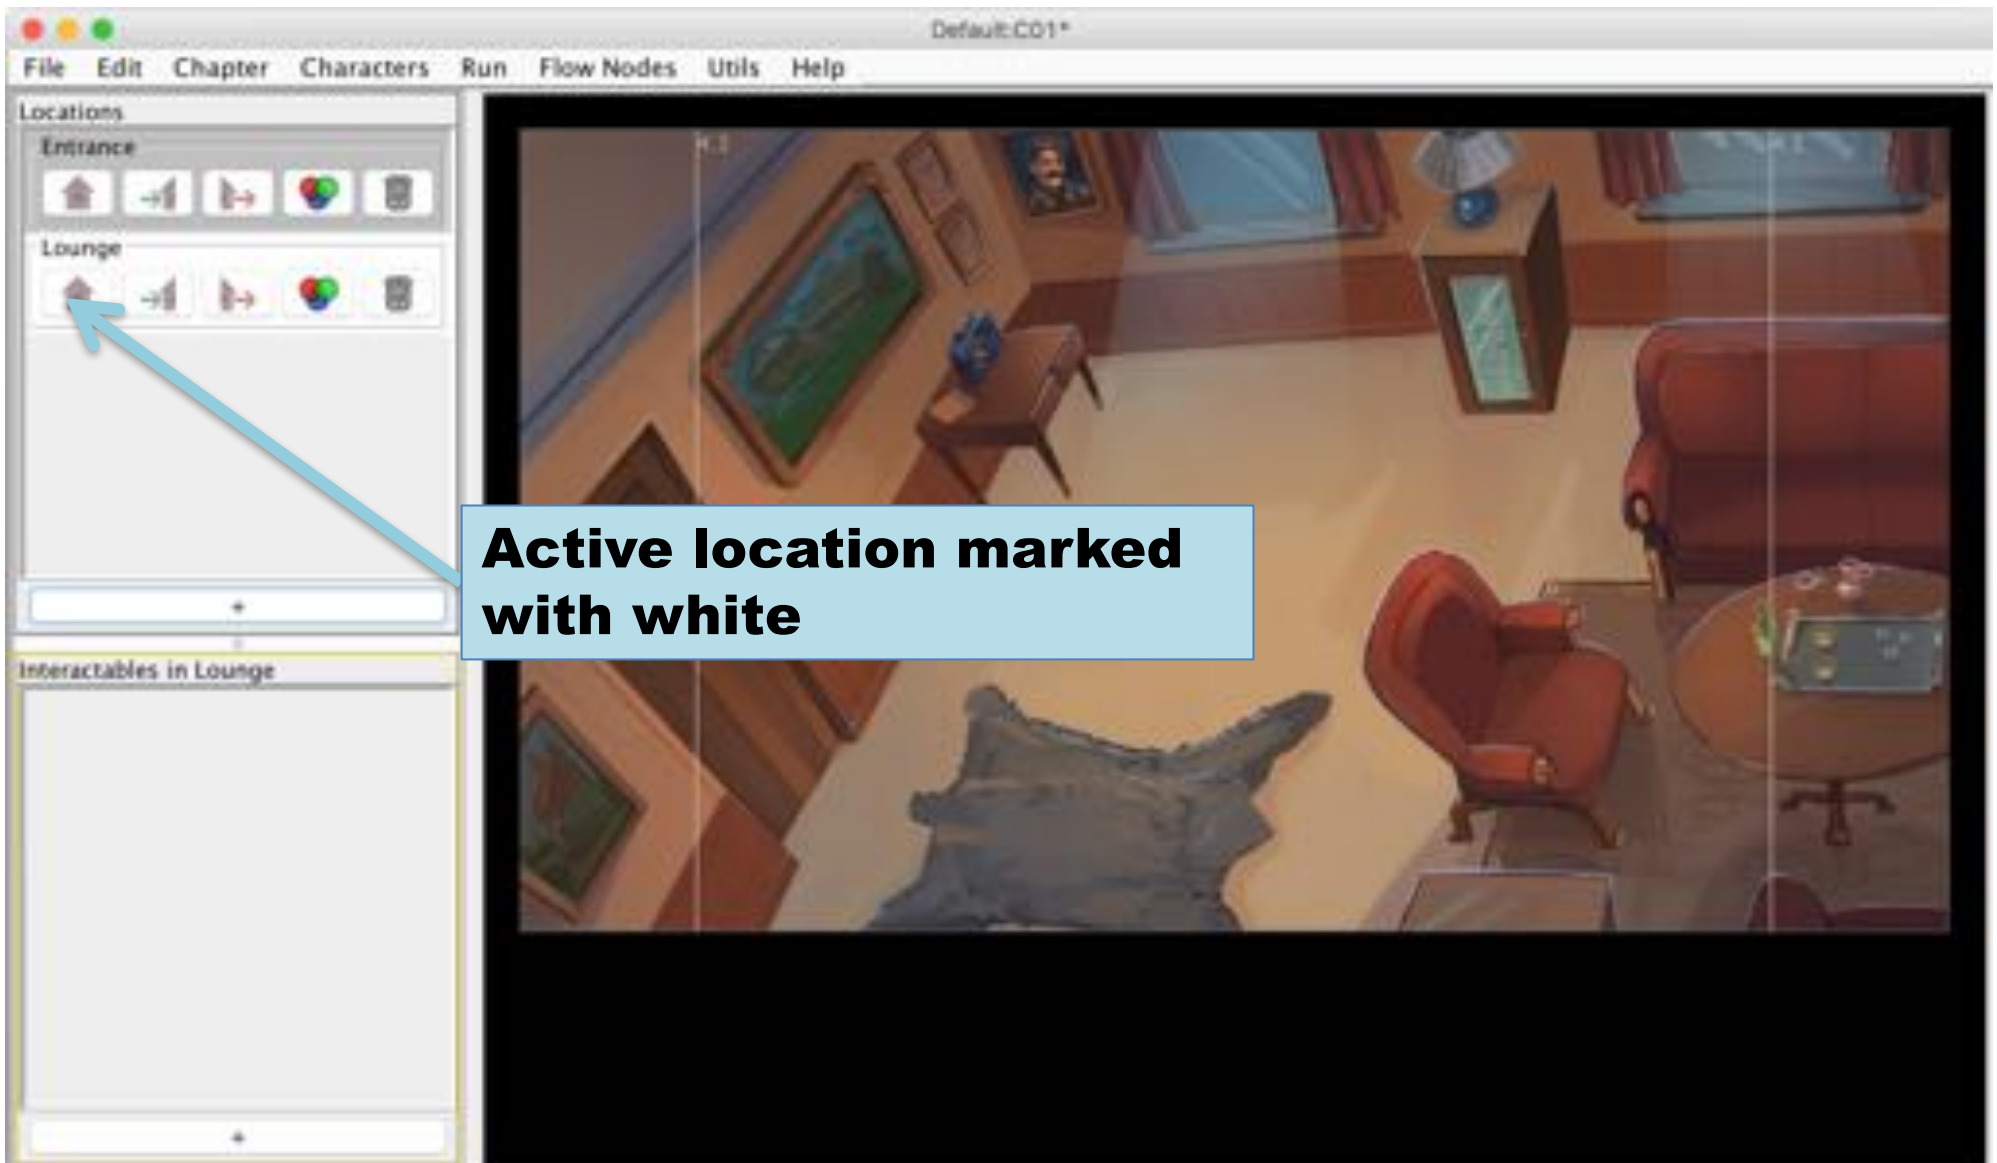 Default:C01*
File Edit Chapter Characters Run Flow Nodes Utils Help
Locations
Entrance
Lounge
+
Active location marked
with white
Interactables in Lounge
+